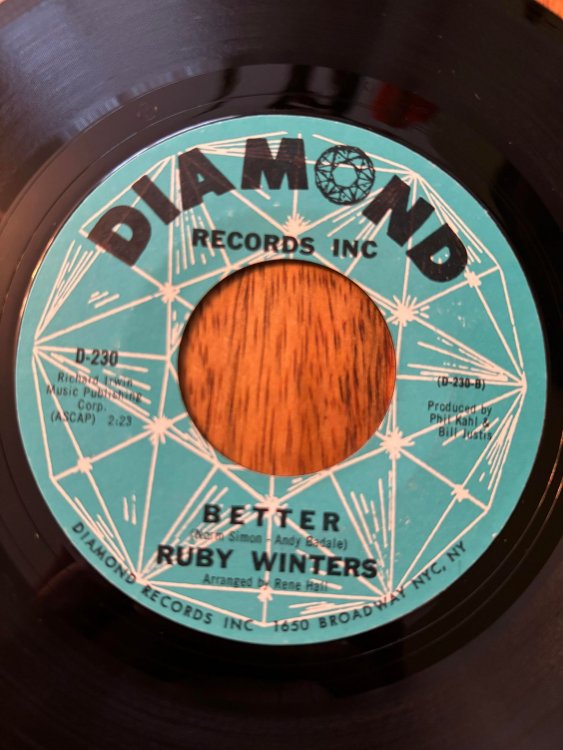 DIAMOND
RECORDS INC
D-230
Richard Irwin
Music Publishing
Corp.
(ASCAP) 2:23
(D-230-B)
Produced by
Phil Kahl &
Bill Justis
BETTER
(Norm Simon - Andy Badale)
RUBY WINTERS
Arranged by Rene Hall
DIAMOND RECORDS INC 1650 BROADWAY NYC, NY